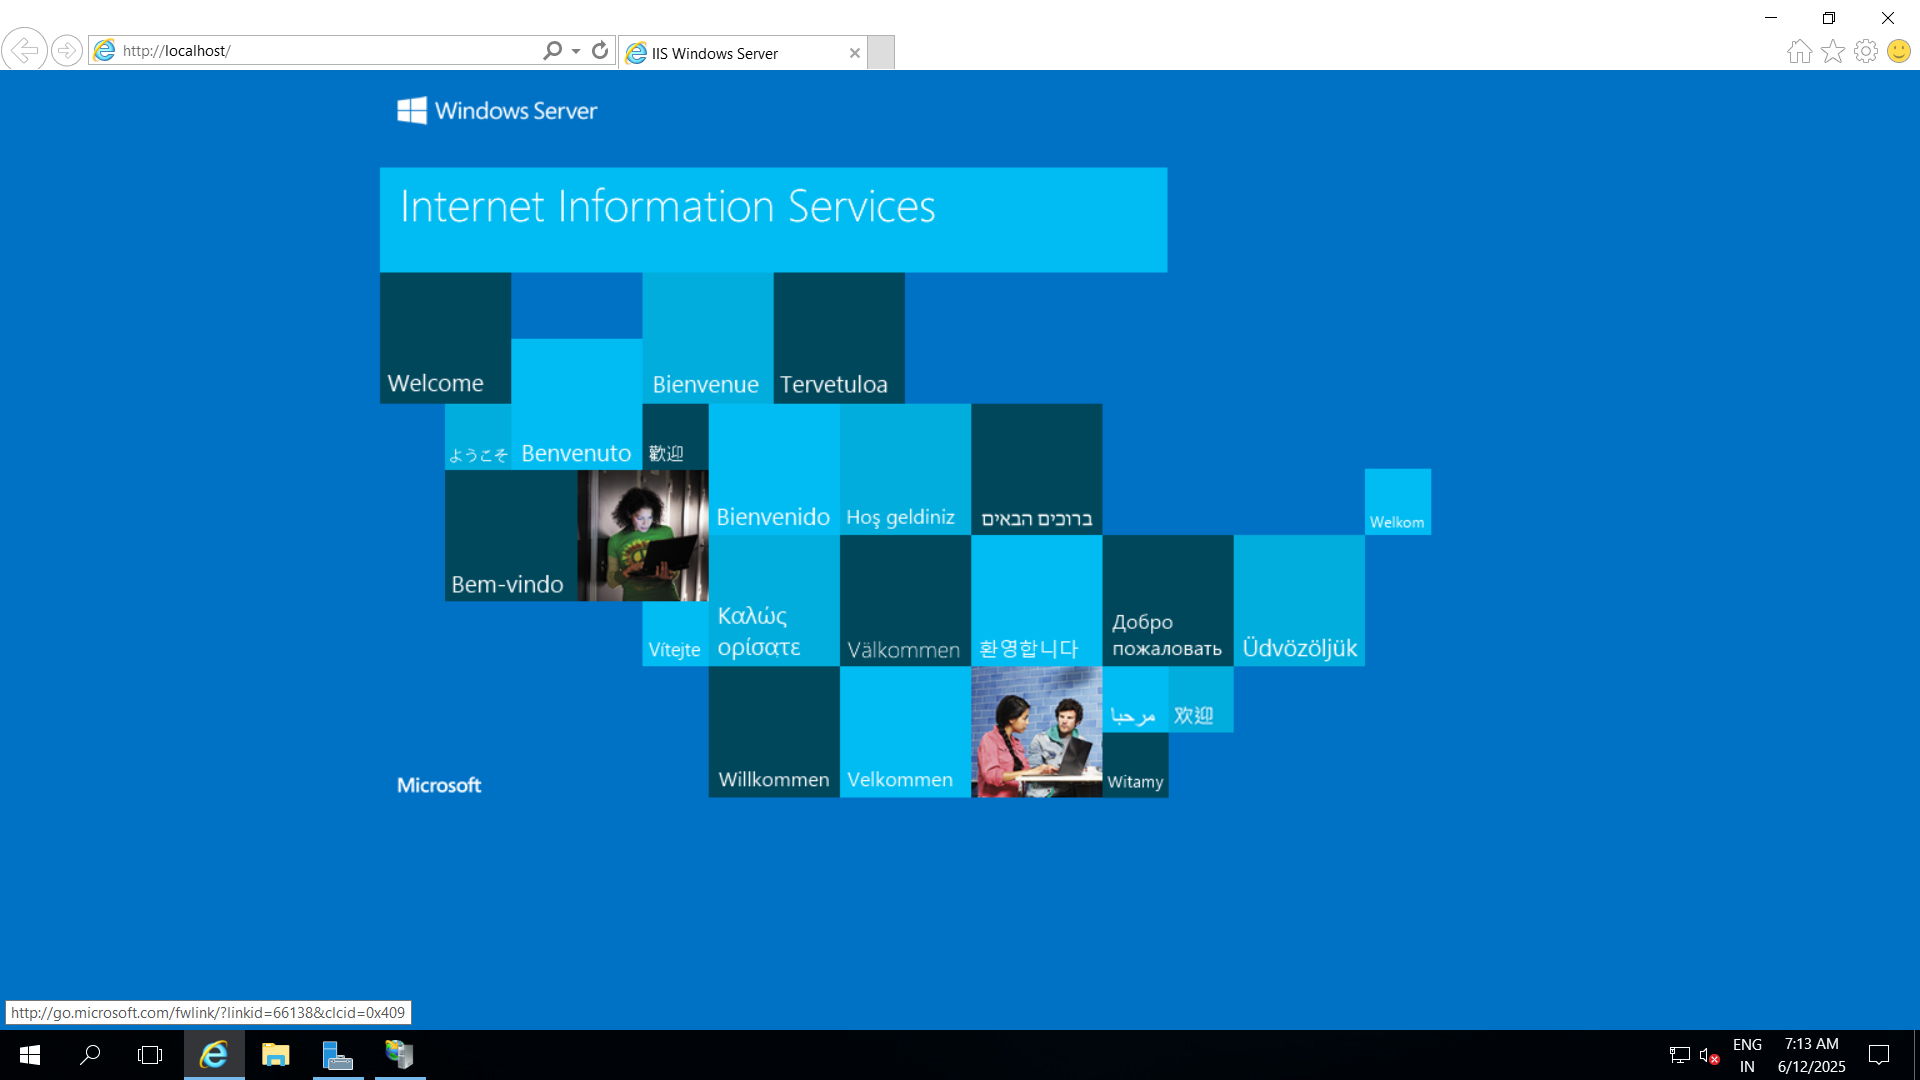 http://localhost/
IIS Windows Server
Windows Server
Internet Information Services
Welcome
Bienvenue
Tervetuloa
ようこそ
Benvenuto
歡迎
Bienvenido
Hoş geldiniz
ברוכים הבאים
Welkom
Bem-vindo
Vítejte
Καλώς
ορίσατε
Välkommen
환영합니다
Добро
пожаловать
Üdvözöljük
مرحبا
欢迎
Willkommen
Velkommen
Witamy
Microsoft
http://go.microsoft.com/fwlink/?linkid=66138&clcid=0x409
ENG
IN
7:13 AM
6/12/2025